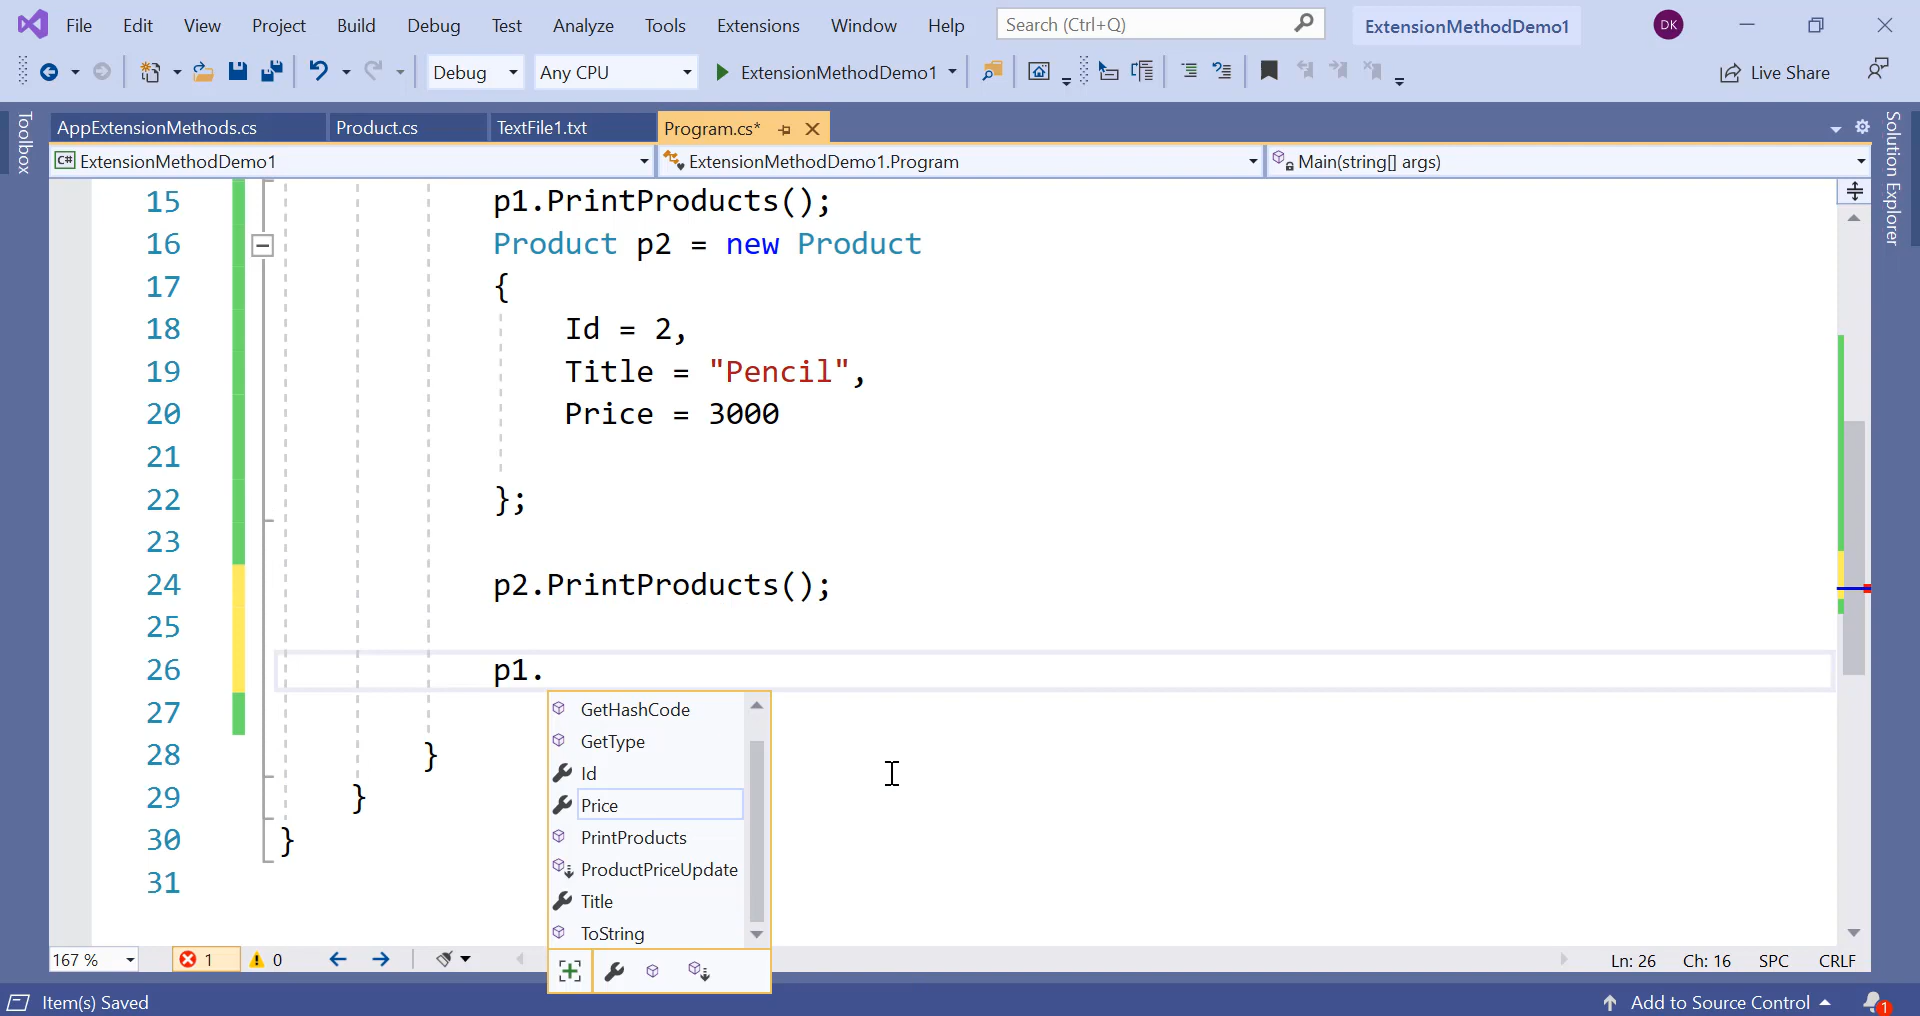 File Edit View Project Build Debug Test Analyze Tools Extensions Window Help Search (Ctrl+Q) ExtensionMethodDemo1 DK
Debug Any CPU ExtensionMethodDemo1 Live Share
Toolbox
AppExtensionMethods.cs Product.cs TextFile1.txt Program.cs*
Solution Explorer
C# ExtensionMethodDemo1 ExtensionMethodDemo1.Program Main(string[] args)
15 p1.PrintProducts();
16 Product p2 = new Product
17 {
18 Id = 2,
19 Title = "Pencil",
20 Price = 3000
21
22 };
23
24 p2.PrintProducts();
25
26 p1.
27
28 }
29 }
30 }
31
GetHashCode
GetType
Id
Price
PrintProducts
ProductPriceUpdate
Title
ToString
167 % 1 0 Ln: 26 Ch: 16 SPC CRLF
Item(s) Saved Add to Source Control 1